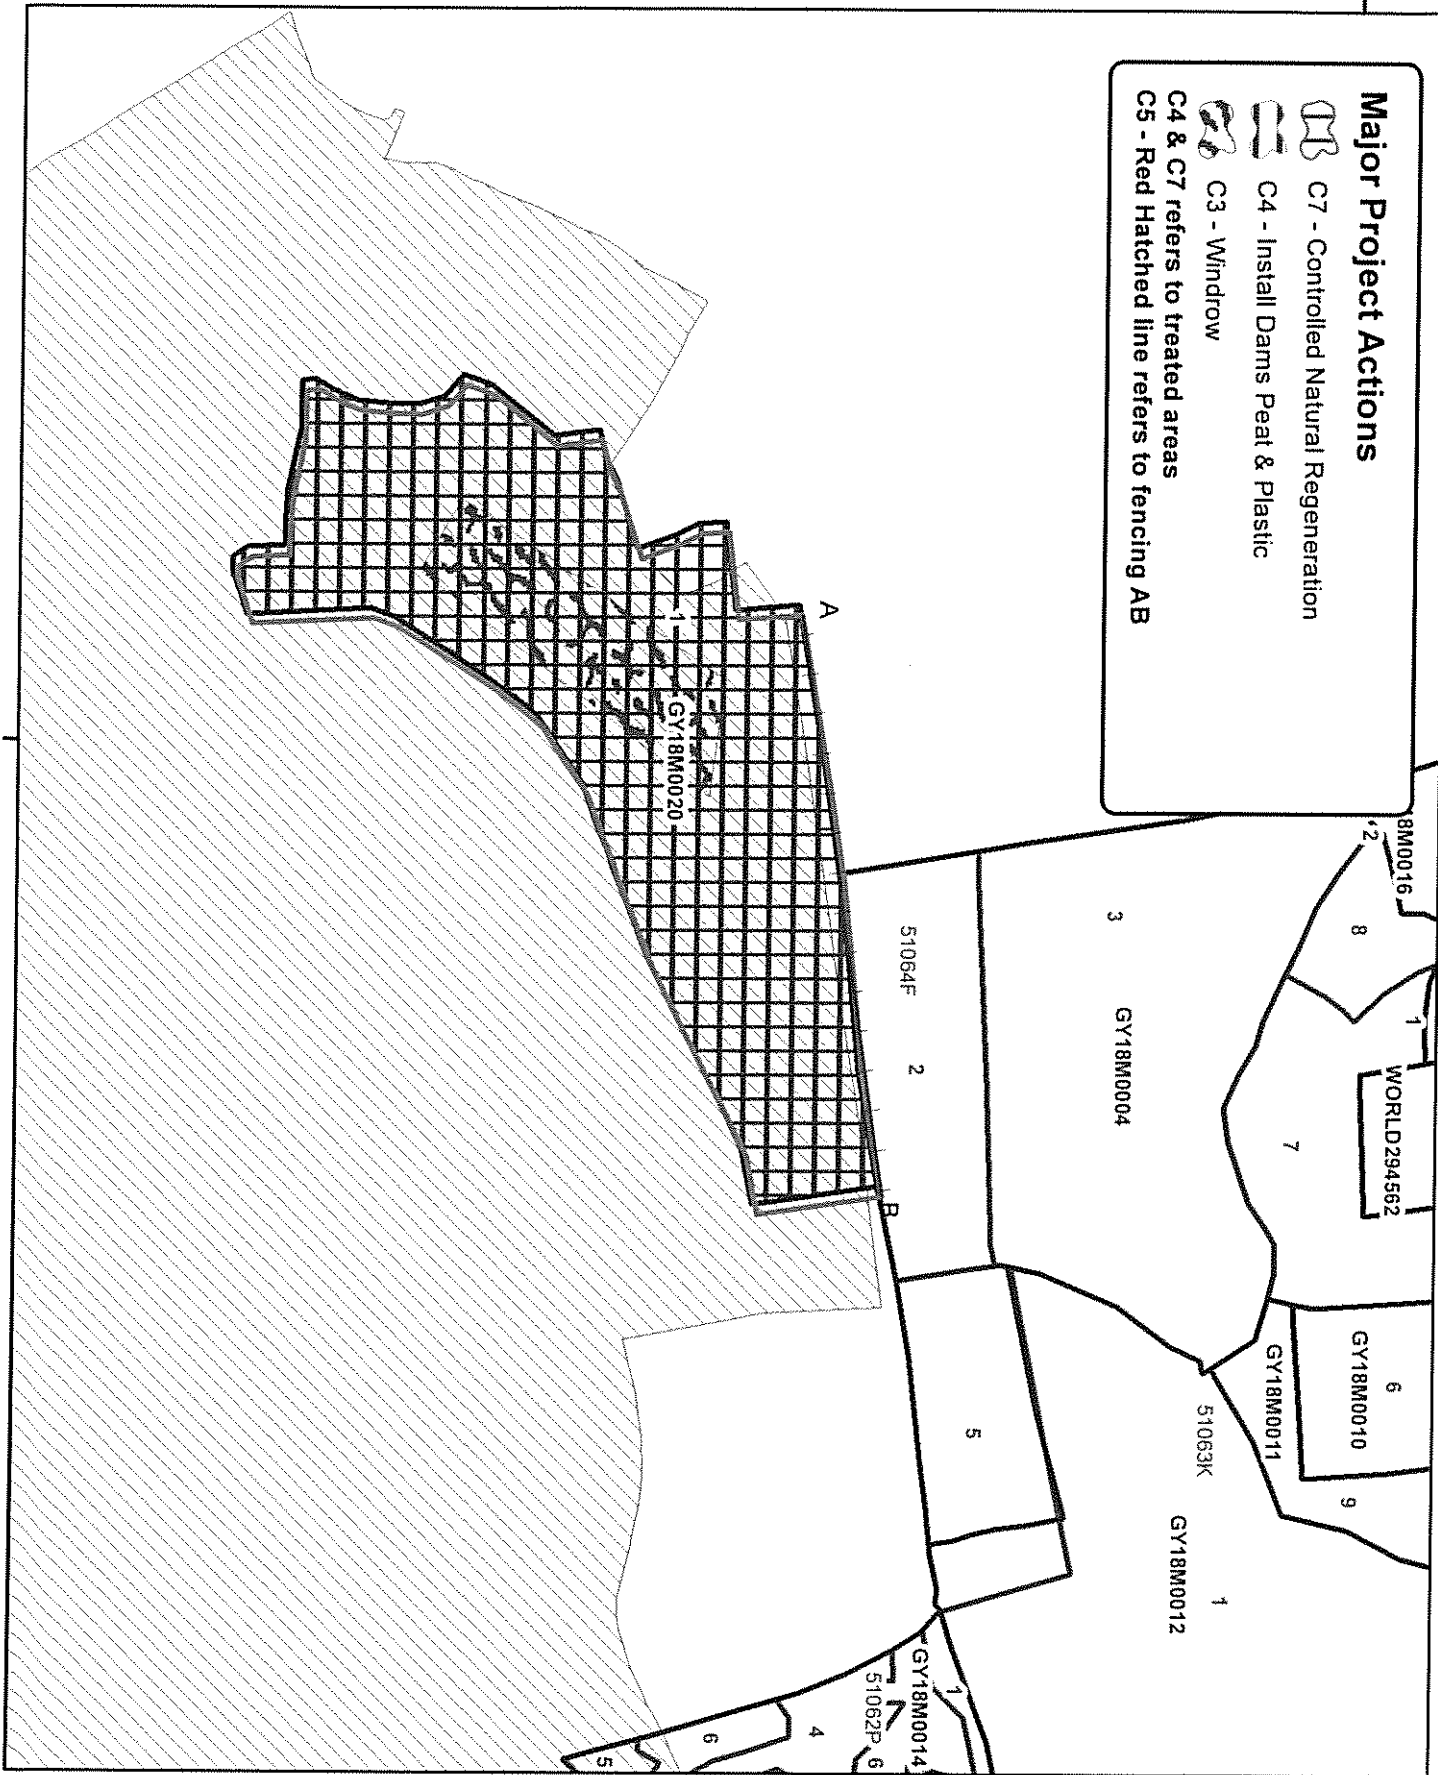 Major Project Actions
C7 - Controlled Natural Regeneration
C4 - Install Dams Peat & Plastic
C3 - Windrow
C4 & C7 refers to treated areas
C5 - Red Hatched line refers to fencing AB
8M0016
2
8
1
WORLD294562
7
6
GY18M0010
GY18M0011
9
3
GY18M0004
51063K
1
GY18M0012
51064F
2
5
A
B
1
GY18M0020
1
GY18M0014
51062P
6
4
6
5